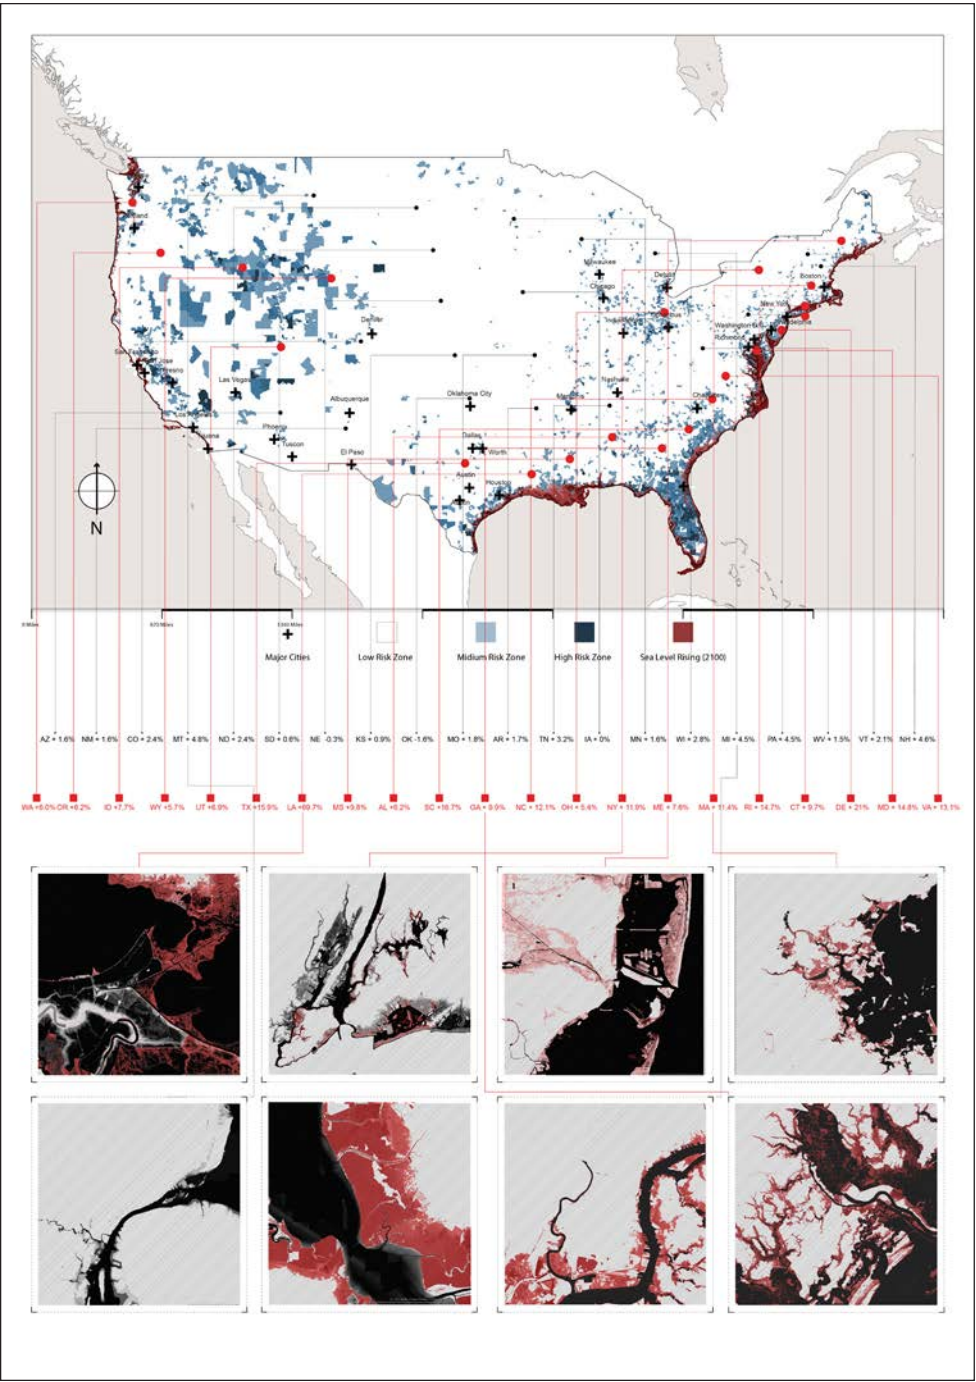 Milwaukee
Detroit
Chicago
Boston
New York
Washington
Richmond
Denver
San Francisco
Jose
Fresno
Las Vegas
Nashville
Oklahoma City
Memphis
Albuquerque
Los Angeles
Phoenix
Tuscon
El Paso
Dallas
Worth
Austin
Houston
N
0 Miles
Major Cities
Low Risk Zone
Midium Risk Zone
High Risk Zone
Sea Level Rising (2100)
AZ + 1.6% NM + 1.6% CO + 2.4% MT + 4.8% ND + 2.4% SD + 0.8% NE -0.3% KS + 0.9% OK -1.6% MO + 1.8% AR + 1.7% TN + 3.2% IA + 0% MN + 1.6% WI + 2.8% MI + 4.5% PA + 4.5% WV + 1.5% VT + 2.1% NH + 4.6%
OR +8.2% ID +7.7% WY +5.7% UT +6.9% TX +15.9% LA +69.7% MS +9.8% AL +8.2% SC +16.7% GA + 9.9% NC + 12.1% OH + 5.4% NY + 11.9% ME + 7.6% MA + 11.4% RI + 14.7% CT + 9.7% DE + 21% MD + 14.8% VA + 13.1%